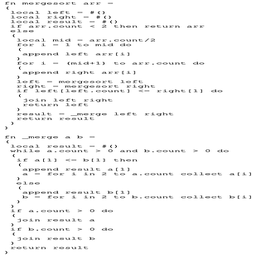 fn mergesort arr =
(
local left = #()
local right = #()
local result = #()
if arr.count < 2 then return arr
else
(
local mid = arr.count/2
for i = 1 to mid do
(
append left arr[i]
)
for i = (mid+1) to arr.count do
(
append right arr[i]
)
left = mergesort left
right = mergesort right
if left[left.count] <= right[1] do
(
join left right
return left
)
result = _merge left right
return result
)
)
fn _merge a b =
(
local result = #()
while a.count > 0 and b.count > 0 do
(
if a[1] <= b[1] then
(
append result a[1]
a = for i in 2 to a.count collect a[i]
)
else
(
append result b[1]
b = for i in 2 to b.count collect b[i]
)
)
if a.count > 0 do
(
join result a
)
if b.count > 0 do
(
join result b
)
return result
)